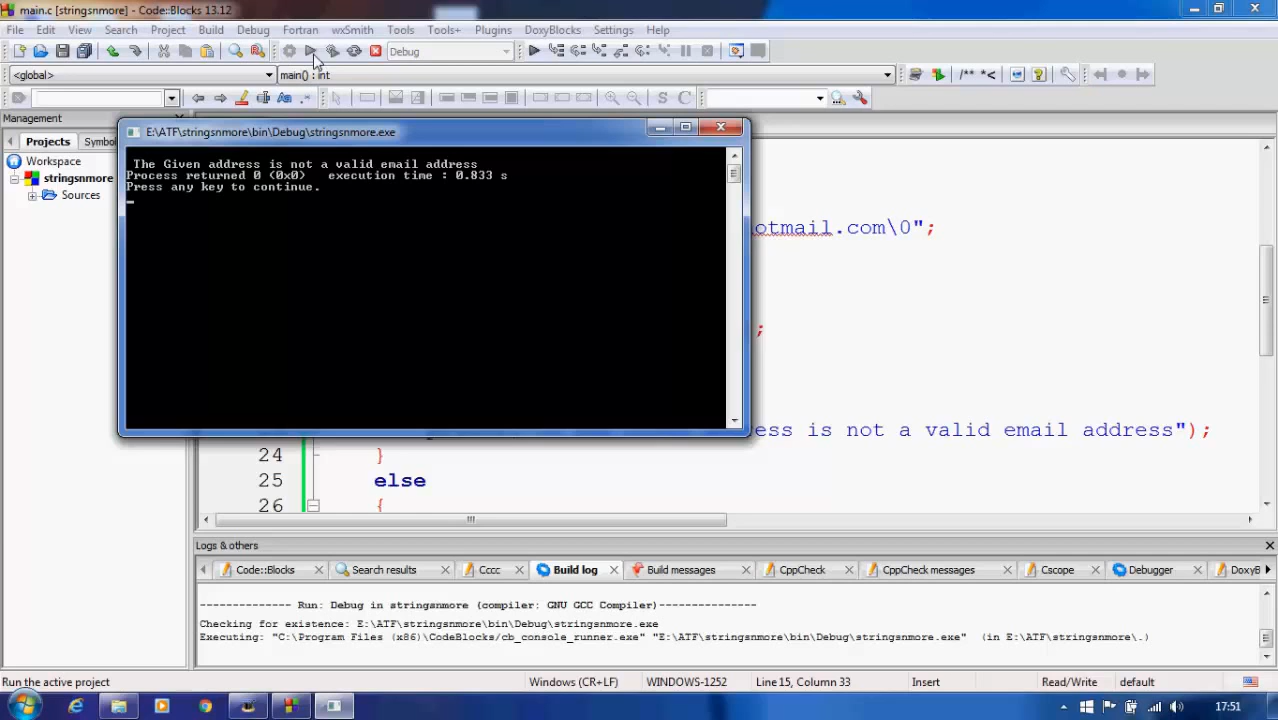 main.c [stringsnmore] - Code::Blocks 13.12
File Edit View Search Project Build Debug Fortran wxSmith Tools Tools+ Plugins DoxyBlocks Settings Help
Debug
<global> main() : int
/** *<
S C
Management
Projects Symbol
Workspace
stringsnmore
Sources
E:\ATF\stringsnmore\bin\Debug\stringsnmore.exe
The Given address is not a valid email address
Process returned 0 (0x0) execution time : 0.833 s
Press any key to continue.
otmail.com\0";
;
ess is not a valid email address");
24 }
25 else
26 {
Logs & others
Code::Blocks Search results Cccc Build log Build messages CppCheck CppCheck messages Cscope Debugger DoxyB
-------------- Run: Debug in stringsnmore (compiler: GNU GCC Compiler)---------------
Checking for existence: E:\ATF\stringsnmore\bin\Debug\stringsnmore.exe
Executing: "C:\Program Files (x86)\CodeBlocks/cb_console_runner.exe" "E:\ATF\stringsnmore\bin\Debug\stringsnmore.exe" (in E:\ATF\stringsnmore\.)
Run the active project Windows (CR+LF) WINDOWS-1252 Line 15, Column 33 Insert Read/Write default
17:51